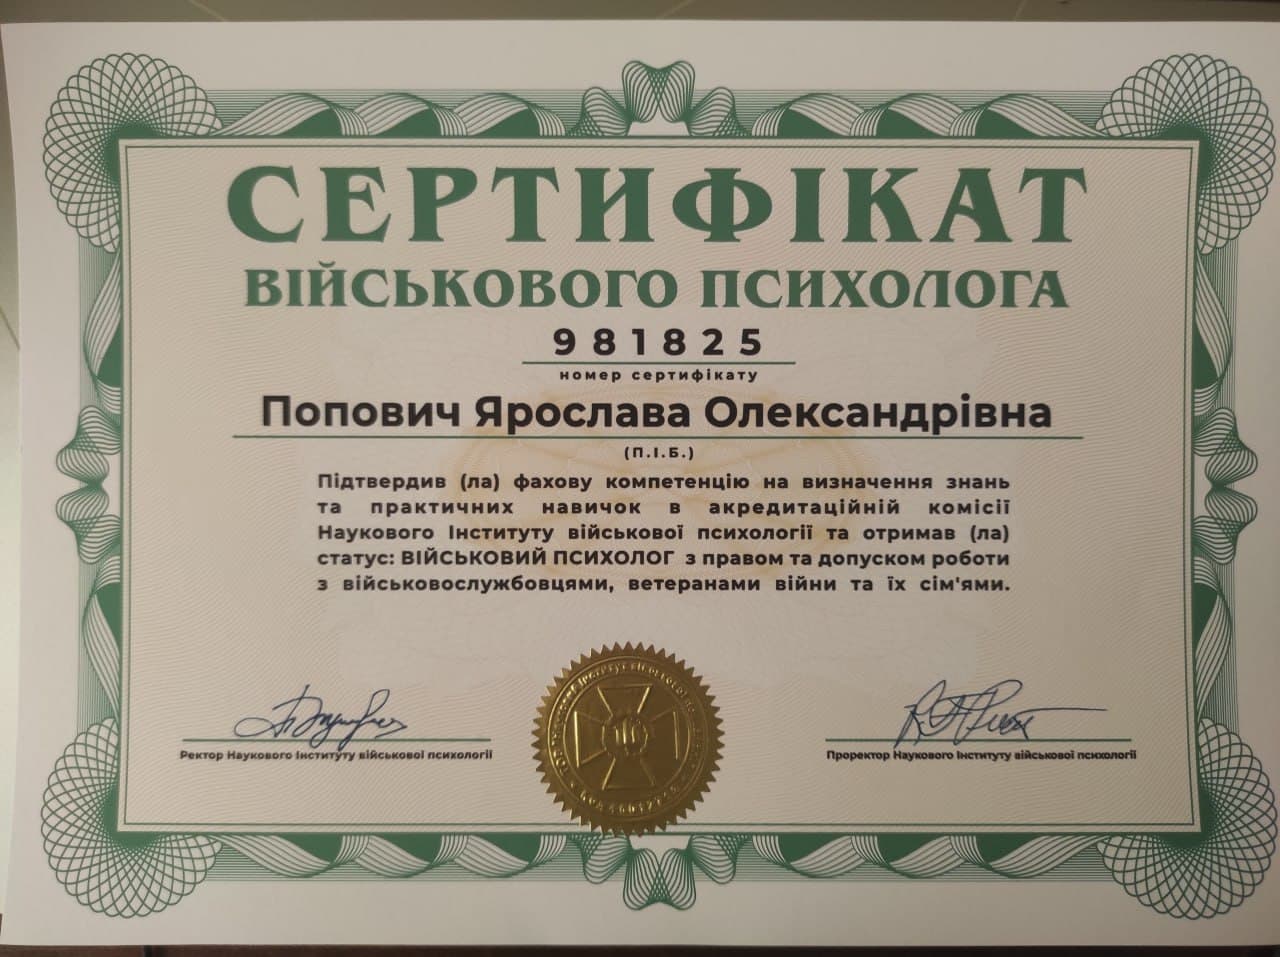 СЕРТИФІКАТ
ВІЙСЬКОВОГО ПСИХОЛОГА
981825
номер сертифікату
Попович Ярослава Олександрівна
(П.І.Б.)
Підтвердив (ла) фахову компетенцію на визначення знань
та практичних навичок в акредитаційній комісії
Наукового Інституту військової психології та отримав (ла)
статус: ВІЙСЬКОВИЙ ПСИХОЛОГ з правом та допуском роботи
з військовослужбовцями, ветеранами війни та їх сім'ями.
Ректор Наукового Інституту військової психології
Проректор Наукового Інституту військової психології